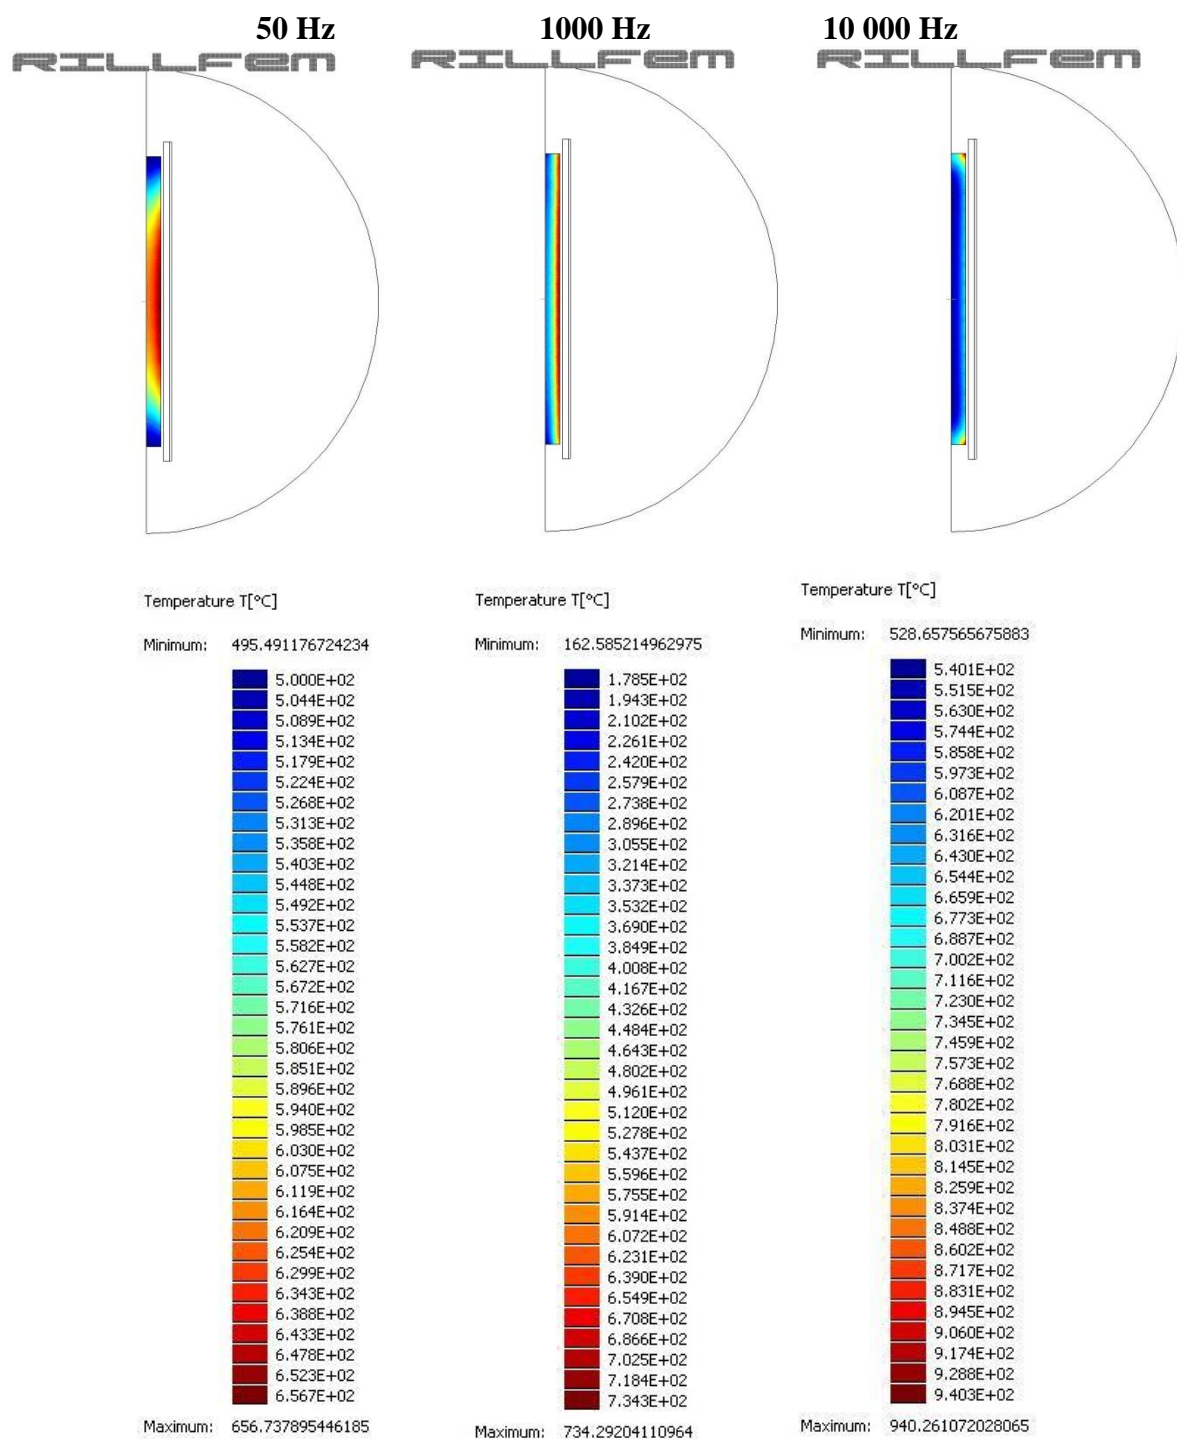 50 Hz
1000 Hz
10 000 Hz
RILLFEM
RILLFEM
RILLFEM
Temperature T[°C]
Minimum: 495.491176724234
5.000E+02
5.044E+02
5.089E+02
5.134E+02
5.179E+02
5.224E+02
5.268E+02
5.313E+02
5.358E+02
5.403E+02
5.448E+02
5.492E+02
5.537E+02
5.582E+02
5.627E+02
5.672E+02
5.716E+02
5.761E+02
5.806E+02
5.851E+02
5.896E+02
5.940E+02
5.985E+02
6.030E+02
6.075E+02
6.119E+02
6.164E+02
6.209E+02
6.254E+02
6.299E+02
6.343E+02
6.388E+02
6.433E+02
6.478E+02
6.523E+02
6.567E+02
Maximum: 656.737895446185
Temperature T[°C]
Minimum: 162.585214962975
1.785E+02
1.943E+02
2.102E+02
2.261E+02
2.420E+02
2.579E+02
2.738E+02
2.896E+02
3.055E+02
3.214E+02
3.373E+02
3.532E+02
3.690E+02
3.849E+02
4.008E+02
4.167E+02
4.326E+02
4.484E+02
4.643E+02
4.802E+02
4.961E+02
5.120E+02
5.278E+02
5.437E+02
5.596E+02
5.755E+02
5.914E+02
6.072E+02
6.231E+02
6.390E+02
6.549E+02
6.708E+02
6.866E+02
7.025E+02
7.184E+02
7.343E+02
Maximum: 734.29204110964
Temperature T[°C]
Minimum: 528.657565675883
5.401E+02
5.515E+02
5.630E+02
5.744E+02
5.858E+02
5.973E+02
6.087E+02
6.201E+02
6.316E+02
6.430E+02
6.544E+02
6.659E+02
6.773E+02
6.887E+02
7.002E+02
7.116E+02
7.230E+02
7.345E+02
7.459E+02
7.573E+02
7.688E+02
7.802E+02
7.916E+02
8.031E+02
8.145E+02
8.259E+02
8.374E+02
8.488E+02
8.602E+02
8.717E+02
8.831E+02
8.945E+02
9.060E+02
9.174E+02
9.288E+02
9.403E+02
Maximum: 940.261072028065